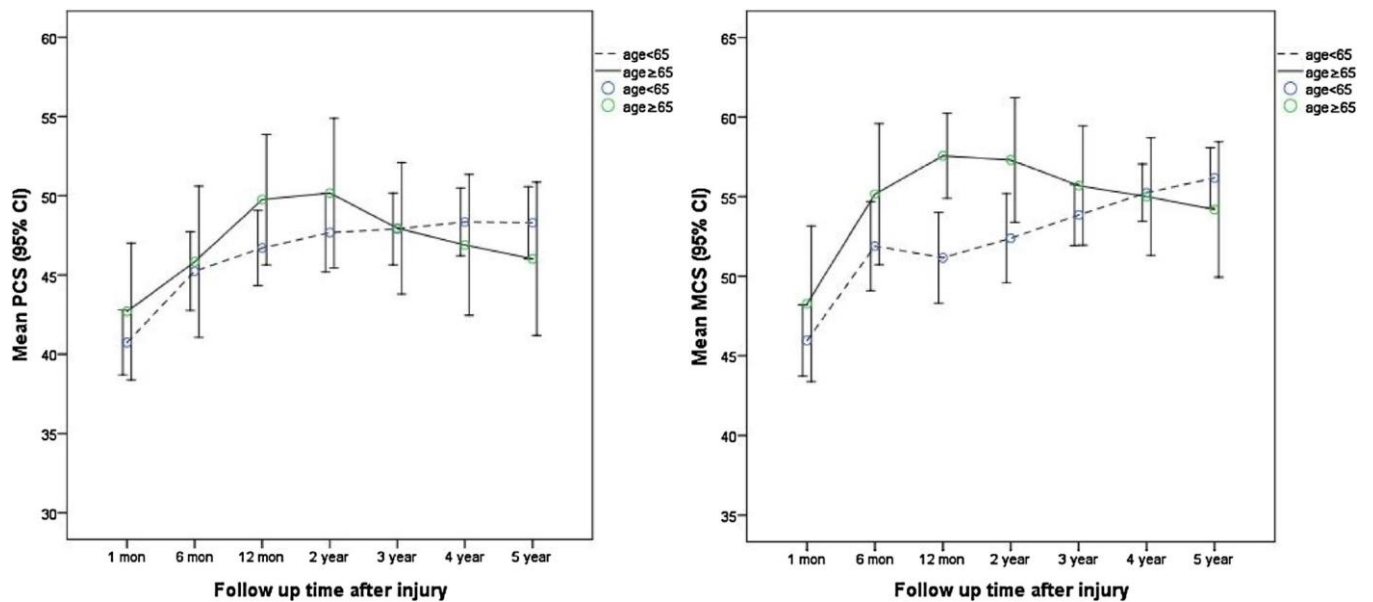 60
55
50
45
40
35
30
Mean PCS (95% CI)
1 mon 6 mon 12 mon 2 year 3 year 4 year 5 year
Follow up time after injury
age<65
age≥65
age<65
age≥65
65
60
55
50
45
40
35
Mean MCS (95% CI)
1 mon 6 mon 12 mon 2 year 3 year 4 year 5 year
Follow up time after injury
age<65
age≥65
age<65
age≥65